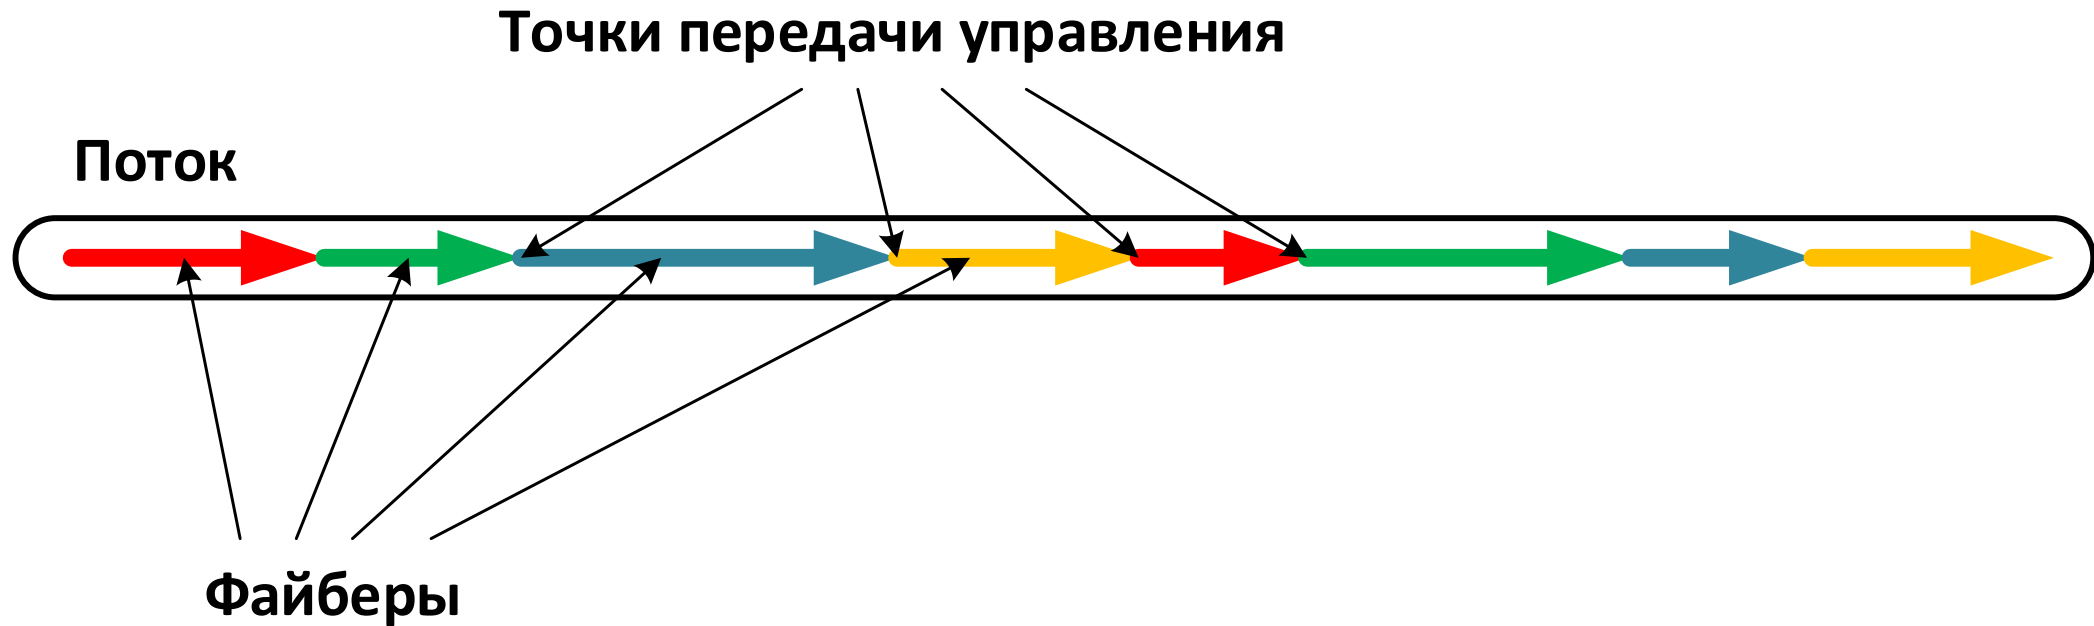 Точки передачи управления
Поток
Файберы